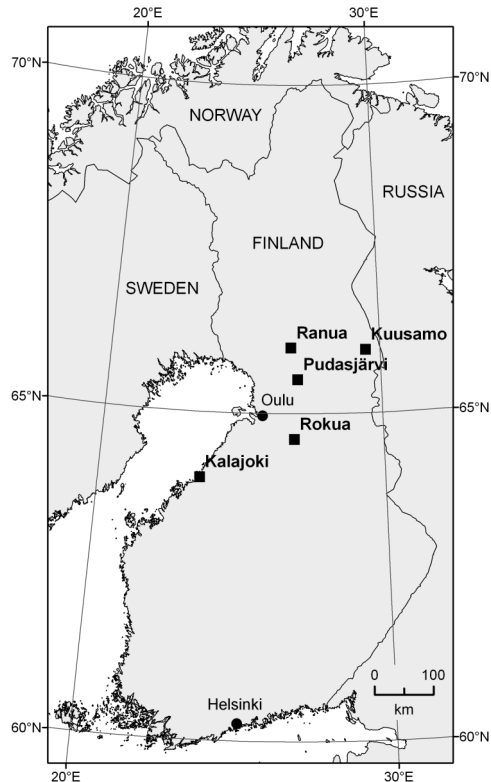 20°E 30°E
70°N
70°N
NORWAY
RUSSIA
FINLAND
SWEDEN
Ranua Kuusamo
Pudasjärvi
65°N Oulu 65°N
Rokua
Kalajoki
0 100
km
Helsinki
60°N
60°N
20°E 30°E